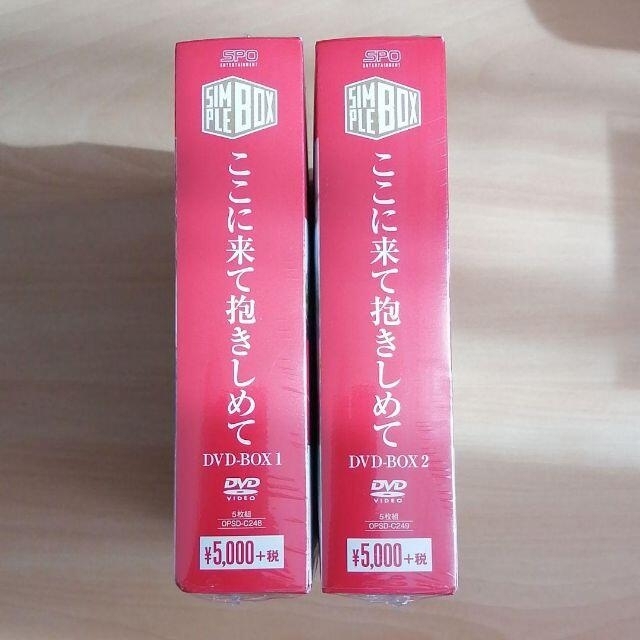 SPO
ENTERTAINMENT
SIMPLE BOX
ここに来て抱きしめて
DVD-BOX 1
DVD
VIDEO
5枚組
OPSD-C248
¥5,000+税
SPO
ENTERTAINMENT
SIMPLE BOX
ここに来て抱きしめて
DVD-BOX 2
DVD
VIDEO
5枚組
OPSD-C249
¥5,000+税